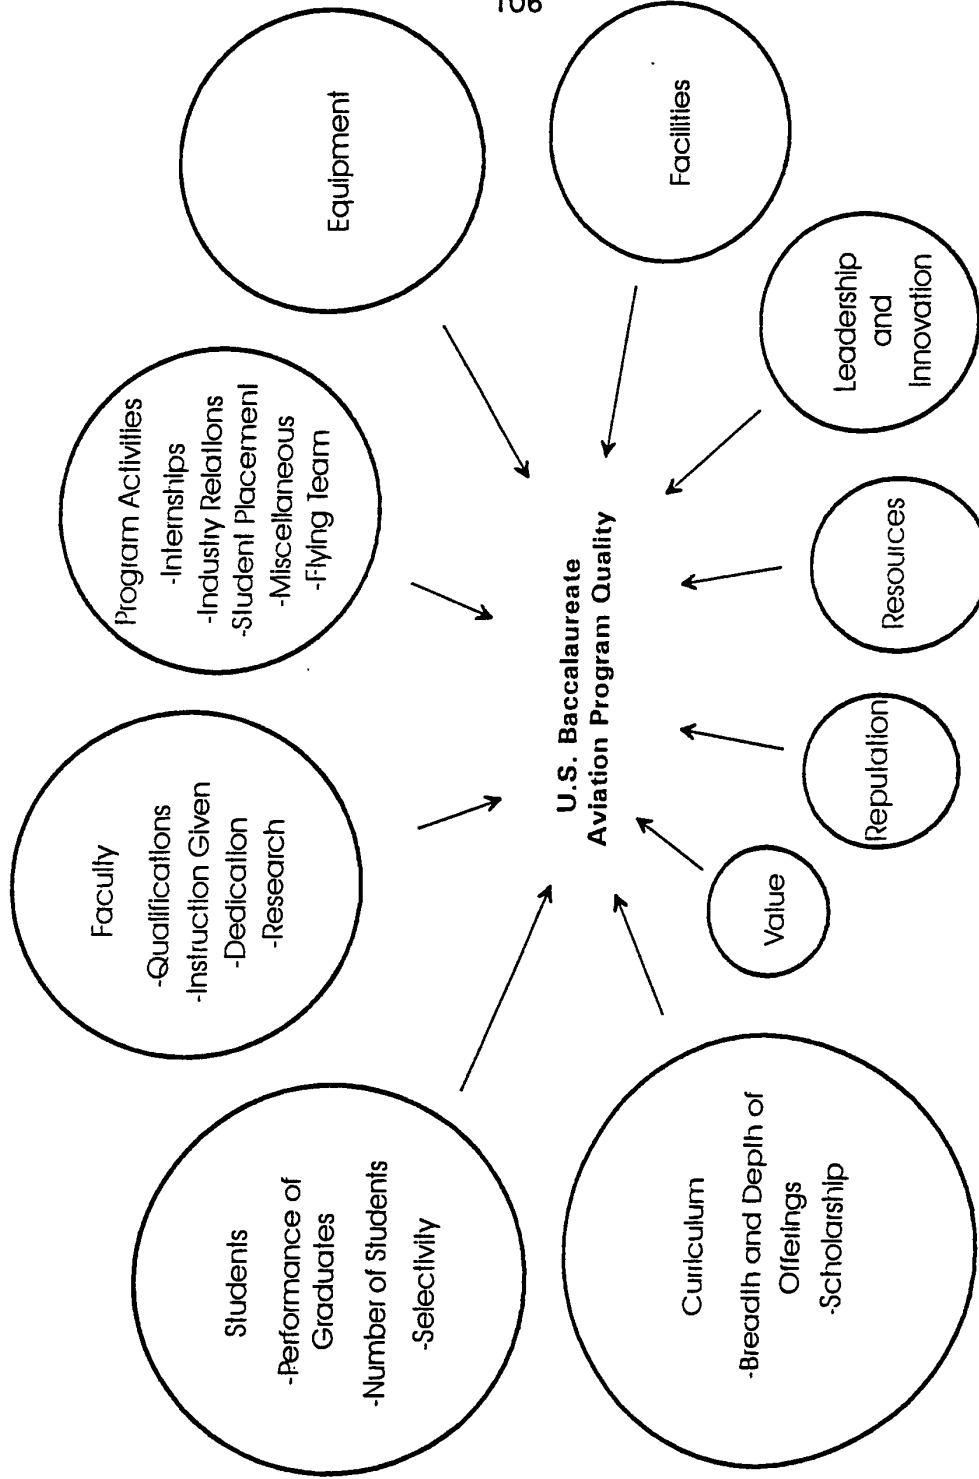 106
Students
-Performance of
Graduates
-Number of Students
-Selectivity
Faculty
-Qualifications
-Instruction Given
-Dedication
-Research
Program Activities
-Internships
-Industry Relations
-Student Placement
-Miscellaneous
-Flying Team
Equipment
U.S. Baccalaureate
Aviation Program Quality
Curriculum
-Breadth and Depth of
Offerings
-Scholarship
Value
Reputation
Resources
Leadership
and
Innovation
Facilities